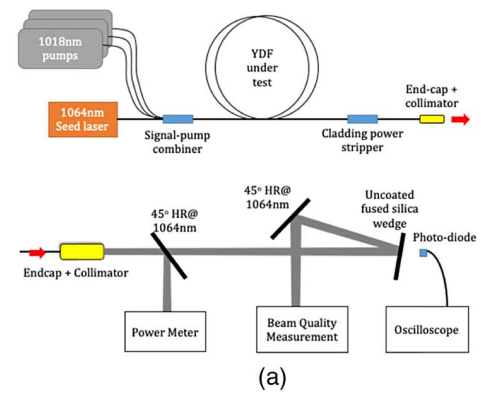 1018nm
pumps
YDF
under
test
End-cap +
collimator
1064nm
Seed laser
Signal-pump
combiner
Cladding power
stripper
45° HR@
1064nm
45° HR@
1064nm
Uncoated
fused silica
wedge
Photo-diode
Endcap + Collimator
Power Meter
Beam Quality
Measurement
Oscilloscope
(a)